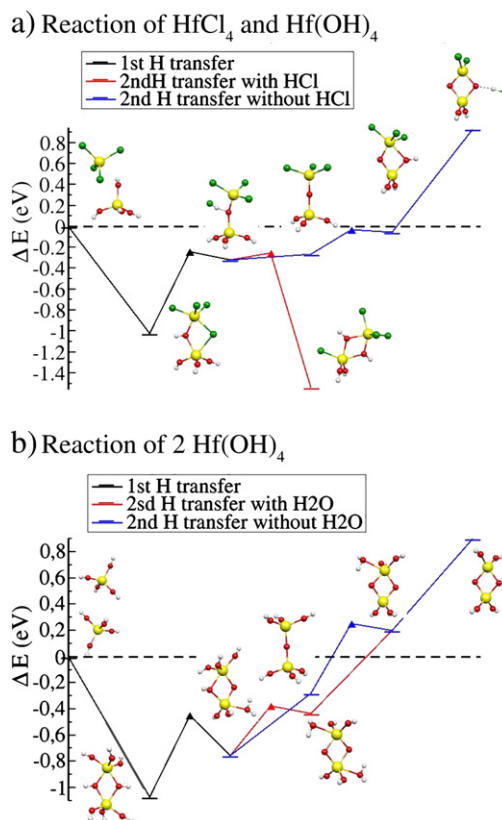 a) Reaction of HfCl4 and Hf(OH)4
1st H transfer
2ndH transfer with HCl
2nd H transfer without HCl
0.8
0.6
0.4
0.2
0
-0.2
-0.4
-0.6
-0.8
-1
-1.2
-1.4
ΔE (eV)
b) Reaction of 2 Hf(OH)4
1st H transfer
2sd H transfer with H2O
2nd H transfer without H2O
0.8
0.6
0.4
0.2
0
-0.2
-0.4
-0.6
-0.8
-1
ΔE (eV)